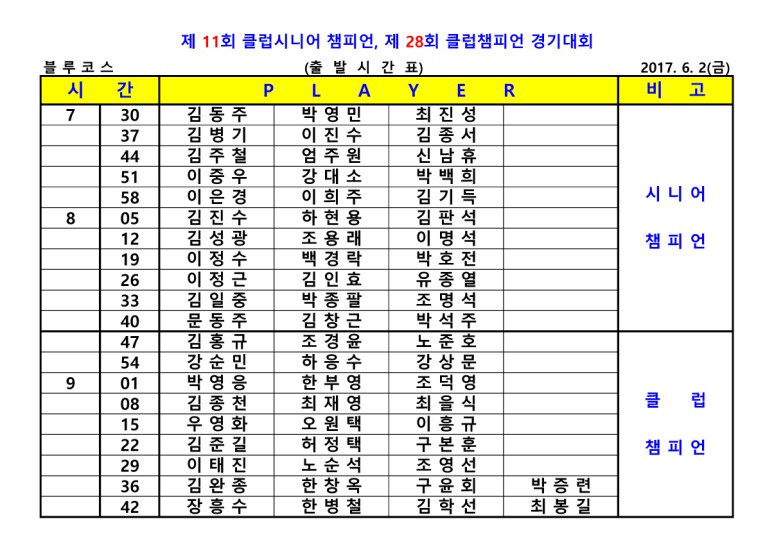 제 11회 클럽시니어 챔피언, 제 28회 클럽챔피언 경기대회
블루코스 (출 발 시 간 표) 2017. 6. 2(금)
시 간 P L A Y E R 비 고
7 30 김동주 박영민 최진성
37 김병기 이진수 김종서
44 김주철 엄주원 신남휴
51 이중우 강대소 박백희
58 이은경 이희주 김기득
8 05 김진수 하현용 김판석
12 김성광 조용래 이명석
19 이정수 백경락 박호전
26 이정근 김인효 유종열
33 김일중 박종팔 조명석
40 문동주 김창근 박석주
시니어
챔피언
47 김홍규 조경윤 노준호
54 강순민 하응수 강상문
9 01 박영응 한부영 조덕영
08 김종천 최재영 최을식
15 우영화 오원택 이흥규
22 김준길 허정택 구본훈
29 이태진 노순석 조영선
36 김완종 한창옥 구윤회 박증련
42 장흥수 한병철 김학선 최봉길
클 럽
챔피언